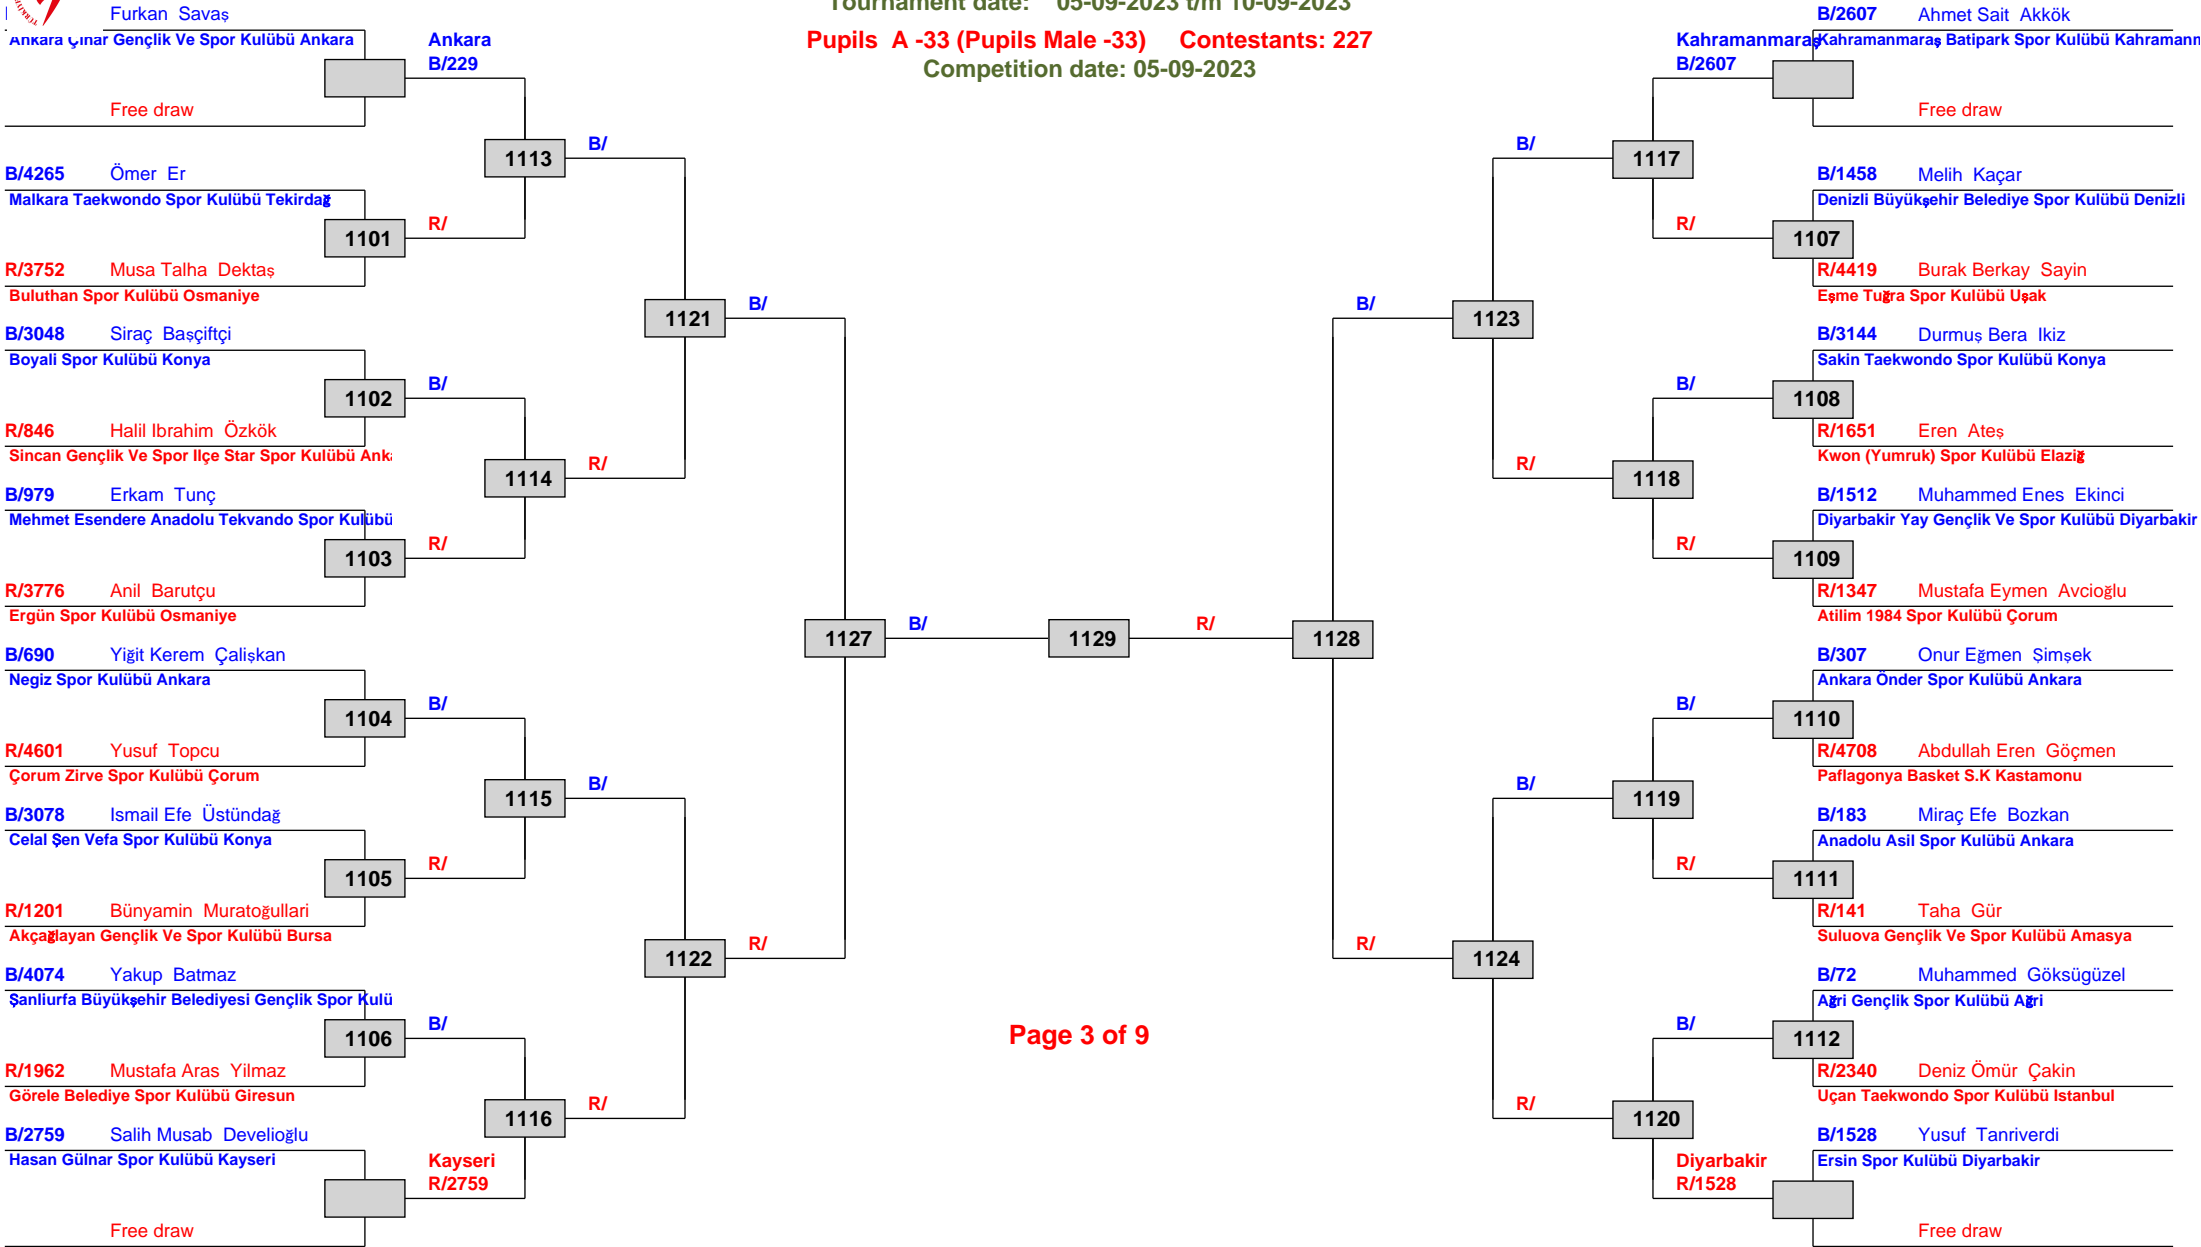 Tournament date: 05-09-2023 t/m 10-09-2023
Pupils A -33 (Pupils Male -33) Contestants: 227
Competition date: 05-09-2023
Furkan Savaş
Ankara Çinar Gençlik Ve Spor Kulübü Ankara
Ankara
B/229
Free draw
1113
B/
B/4265 Ömer Er
Malkara Taekwondo Spor Kulübü Tekirdağ
1101
R/
R/3752 Musa Talha Dektaş
Buluthan Spor Kulübü Osmaniye
1121
B/
B/3048 Siraç Başçiftçi
Boyali Spor Kulübü Konya
1102
B/
R/846 Halil Ibrahim Özkök
Sincan Gençlik Ve Spor Ilçe Star Spor Kulübü Ank
1114
R/
B/979 Erkam Tunç
Mehmet Esendere Anadolu Tekvando Spor Kulübü
1103
R/
R/3776 Anil Barutçu
Ergün Spor Kulübü Osmaniye
1127
B/
1129
R/
1128
B/690 Yiğit Kerem Çalişkan
Negiz Spor Kulübü Ankara
1104
B/
R/4601 Yusuf Topcu
Çorum Zirve Spor Kulübü Çorum
1115
B/
B/3078 Ismail Efe Üstündağ
Celal Şen Vefa Spor Kulübü Konya
1105
R/
R/1201 Bünyamin Muratoğullari
Akçağlayan Gençlik Ve Spor Kulübü Bursa
1122
R/
B/4074 Yakup Batmaz
Şanliurfa Büyükşehir Belediyesi Gençlik Spor Kulü
1106
B/
R/1962 Mustafa Aras Yilmaz
Görele Belediye Spor Kulübü Giresun
1116
R/
B/2759 Salih Musab Develioğlu
Hasan Gülnar Spor Kulübü Kayseri
Kayseri
R/2759
Free draw
B/2607 Ahmet Sait Akkök
Kahramanmaraş Batipark Spor Kulübü Kahramanm
Kahramanmaraş
B/2607
Free draw
B/
1117
B/1458 Melih Kaçar
Denizli Büyükşehir Belediye Spor Kulübü Denizli
R/
1107
R/4419 Burak Berkay Sayin
Eşme Tuğra Spor Kulübü Uşak
B/
1123
B/3144 Durmuş Bera Ikiz
Sakin Taekwondo Spor Kulübü Konya
B/
1108
R/1651 Eren Ateş
Kwon (Yumruk) Spor Kulübü Elaziğ
R/
1118
B/1512 Muhammed Enes Ekinci
Diyarbakir Yay Gençlik Ve Spor Kulübü Diyarbakir
R/
1109
R/1347 Mustafa Eymen Avcioğlu
Atilim 1984 Spor Kulübü Çorum
B/307 Onur Eğmen Şimşek
Ankara Önder Spor Kulübü Ankara
B/
1110
R/4708 Abdullah Eren Göçmen
Paflagonya Basket S.K Kastamonu
B/
1119
B/183 Miraç Efe Bozkan
Anadolu Asil Spor Kulübü Ankara
R/
1111
R/141 Taha Gür
Suluova Gençlik Ve Spor Kulübü Amasya
R/
1124
B/72 Muhammed Göksügüzel
Ağri Gençlik Spor Kulübü Ağri
B/
1112
R/2340 Deniz Ömür Çakin
Uçan Taekwondo Spor Kulübü Istanbul
R/
1120
B/1528 Yusuf Tanriverdi
Ersin Spor Kulübü Diyarbakir
Diyarbakir
R/1528
Free draw
Page 3 of 9